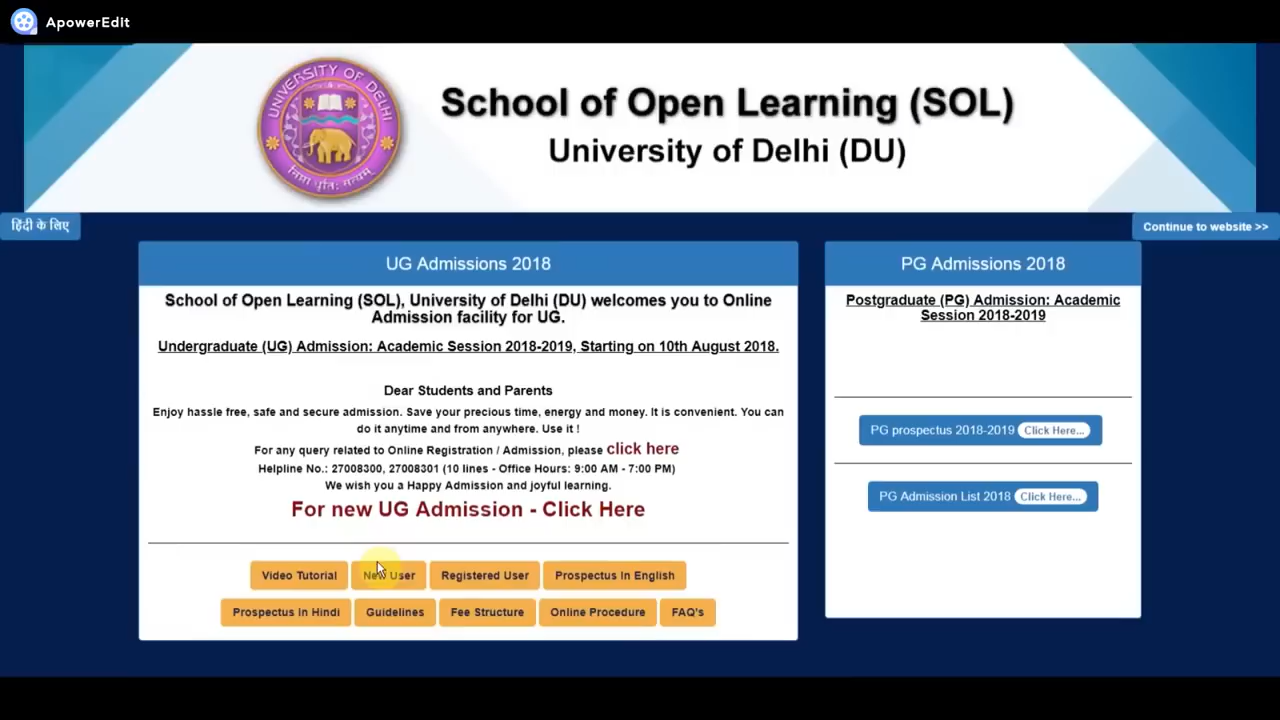 ApowerEdit
UNIVERSITY OF DELHI
School of Open Learning (SOL)
University of Delhi (DU)
हिंदी के लिए
Continue to website >>
UG Admissions 2018
School of Open Learning (SOL), University of Delhi (DU) welcomes you to Online
Admission facility for UG.
Undergraduate (UG) Admission: Academic Session 2018-2019, Starting on 10th August 2018.
Dear Students and Parents
Enjoy hassle free, safe and secure admission. Save your precious time, energy and money. It is convenient. You can
do it anytime and from anywhere. Use it !
For any query related to Online Registration / Admission, please click here
Helpline No.: 27008300, 27008301 (10 lines - Office Hours: 9:00 AM - 7:00 PM)
We wish you a Happy Admission and joyful learning.
For new UG Admission - Click Here
Video Tutorial New User Registered User Prospectus In English
Prospectus In Hindi Guidelines Fee Structure Online Procedure FAQ's
PG Admissions 2018
Postgraduate (PG) Admission: Academic
Session 2018-2019
PG prospectus 2018-2019 Click Here...
PG Admission List 2018 Click Here...